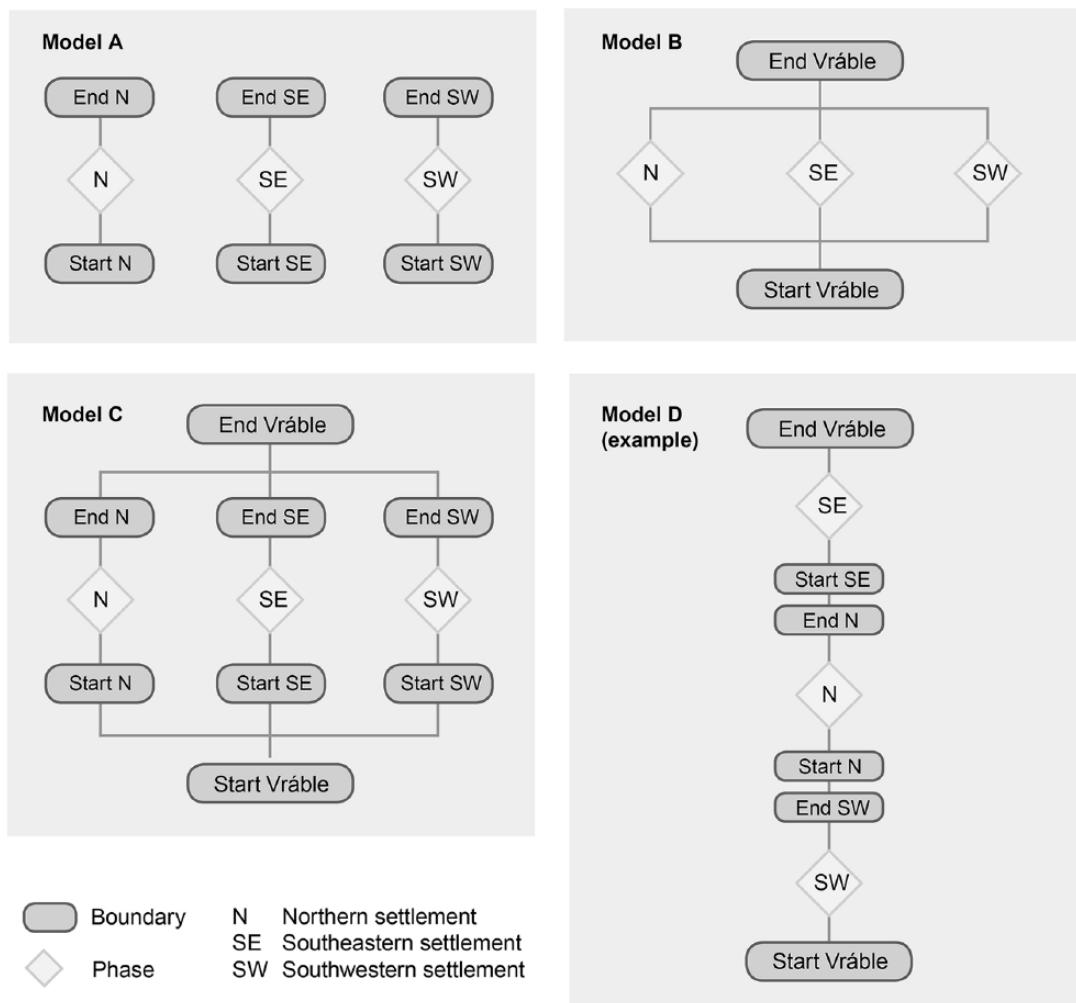 Model A
End N
End SE
End SW
N
SE
SW
Start N
Start SE
Start SW
Model B
End Vráble
N
SE
SW
Start Vráble
Model C
End Vráble
End N
End SE
End SW
N
SE
SW
Start N
Start SE
Start SW
Start Vráble
Model D
(example)
End Vráble
SE
Start SE
End N
N
Start N
End SW
SW
Start Vráble
Boundary
Phase
N Northern settlement
SE Southeastern settlement
SW Southwestern settlement